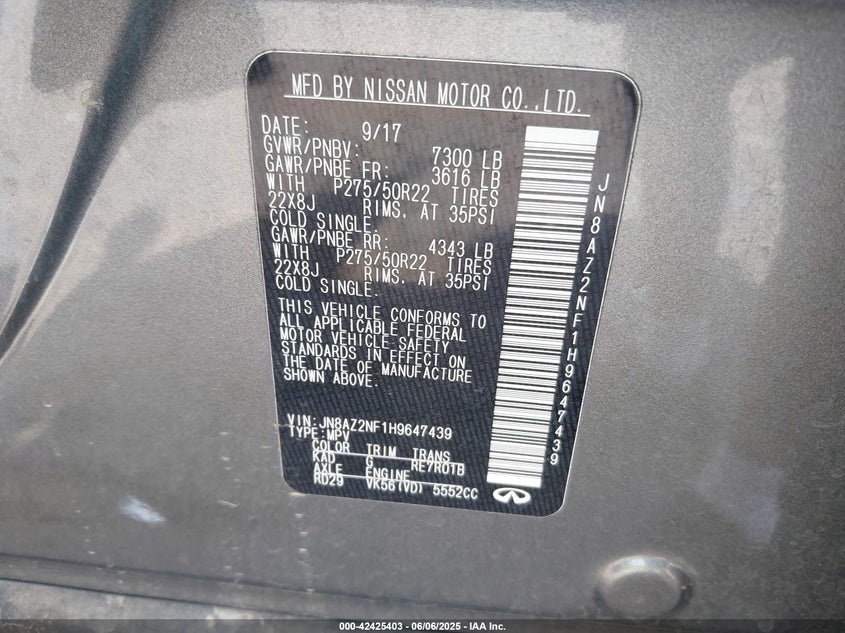 MFD BY NISSAN MOTOR CO.,LTD.
DATE: 9/17
GVWR/PNBV: 7300 LB
GAWR/PNBE FR: 3616 LB
WITH P275/50R22 TIRES
22X8J RIMS. AT 35PSI
COLD SINGLE.
GAWR/PNBE RR: 4343 LB
WITH P275/50R22 TIRES
22X8J RIMS. AT 35PSI
COLD SINGLE.
THIS VEHICLE CONFORMS TO
ALL APPLICABLE FEDERAL
MOTOR VEHICLE SAFETY
STANDARDS IN EFFECT ON
THE DATE OF MANUFACTURE
SHOWN ABOVE.
VIN: JN8AZ2NF1H9647439
TYPE: MPV
COLOR TRIM TRANS
KAD G RE7R01B
AXLE ENGINE
RD29 VK56(VD) 5552CC
JN8AZ2NF1H9647439
000-42425403 - 06/06/2025 - IAA Inc.